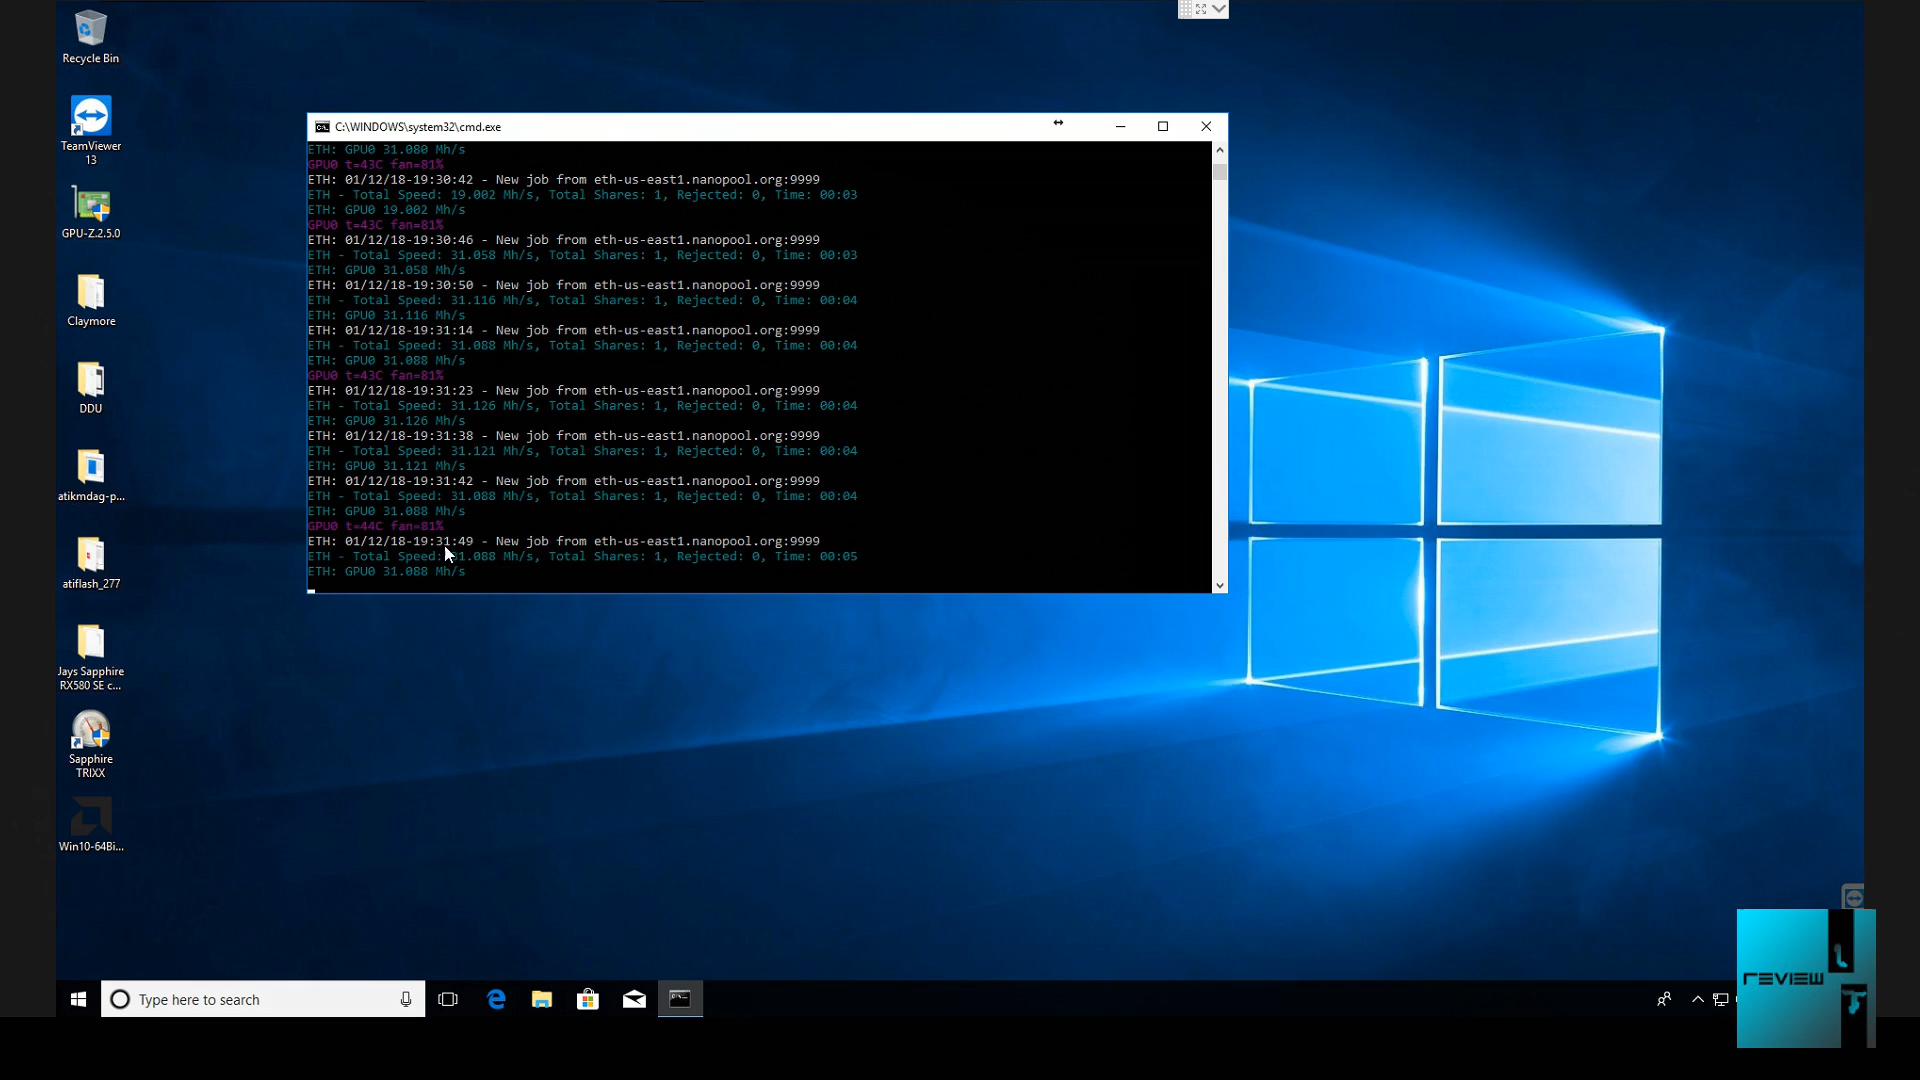 Recycle Bin
TeamViewer
13
GPU-Z.2.5.0
Claymore
DDU
atikmdag-p...
atiflash_277
Jays Sapphire
RX580 SE c...
Sapphire
TRIXX
Win10-64Bi...
C:\WINDOWS\system32\cmd.exe
ETH: GPU0 31.080 Mh/s
GPU0 t=43C fan=81%
ETH: 01/12/18-19:30:42 - New job from eth-us-east1.nanopool.org:9999
ETH - Total Speed: 19.002 Mh/s, Total Shares: 1, Rejected: 0, Time: 00:03
ETH: GPU0 19.002 Mh/s
GPU0 t=43C fan=81%
ETH: 01/12/18-19:30:46 - New job from eth-us-east1.nanopool.org:9999
ETH - Total Speed: 31.058 Mh/s, Total Shares: 1, Rejected: 0, Time: 00:03
ETH: GPU0 31.058 Mh/s
ETH: 01/12/18-19:30:50 - New job from eth-us-east1.nanopool.org:9999
ETH - Total Speed: 31.116 Mh/s, Total Shares: 1, Rejected: 0, Time: 00:04
ETH: GPU0 31.116 Mh/s
ETH: 01/12/18-19:31:14 - New job from eth-us-east1.nanopool.org:9999
ETH - Total Speed: 31.088 Mh/s, Total Shares: 1, Rejected: 0, Time: 00:04
ETH: GPU0 31.088 Mh/s
GPU0 t=43C fan=81%
ETH: 01/12/18-19:31:23 - New job from eth-us-east1.nanopool.org:9999
ETH - Total Speed: 31.126 Mh/s, Total Shares: 1, Rejected: 0, Time: 00:04
ETH: GPU0 31.126 Mh/s
ETH: 01/12/18-19:31:38 - New job from eth-us-east1.nanopool.org:9999
ETH - Total Speed: 31.121 Mh/s, Total Shares: 1, Rejected: 0, Time: 00:04
ETH: GPU0 31.121 Mh/s
ETH: 01/12/18-19:31:42 - New job from eth-us-east1.nanopool.org:9999
ETH - Total Speed: 31.088 Mh/s, Total Shares: 1, Rejected: 0, Time: 00:04
ETH: GPU0 31.088 Mh/s
GPU0 t=44C fan=81%
ETH: 01/12/18-19:31:49 - New job from eth-us-east1.nanopool.org:9999
ETH - Total Speed: 31.088 Mh/s, Total Shares: 1, Rejected: 0, Time: 00:05
ETH: GPU0 31.088 Mh/s
Type here to search
REVIEW